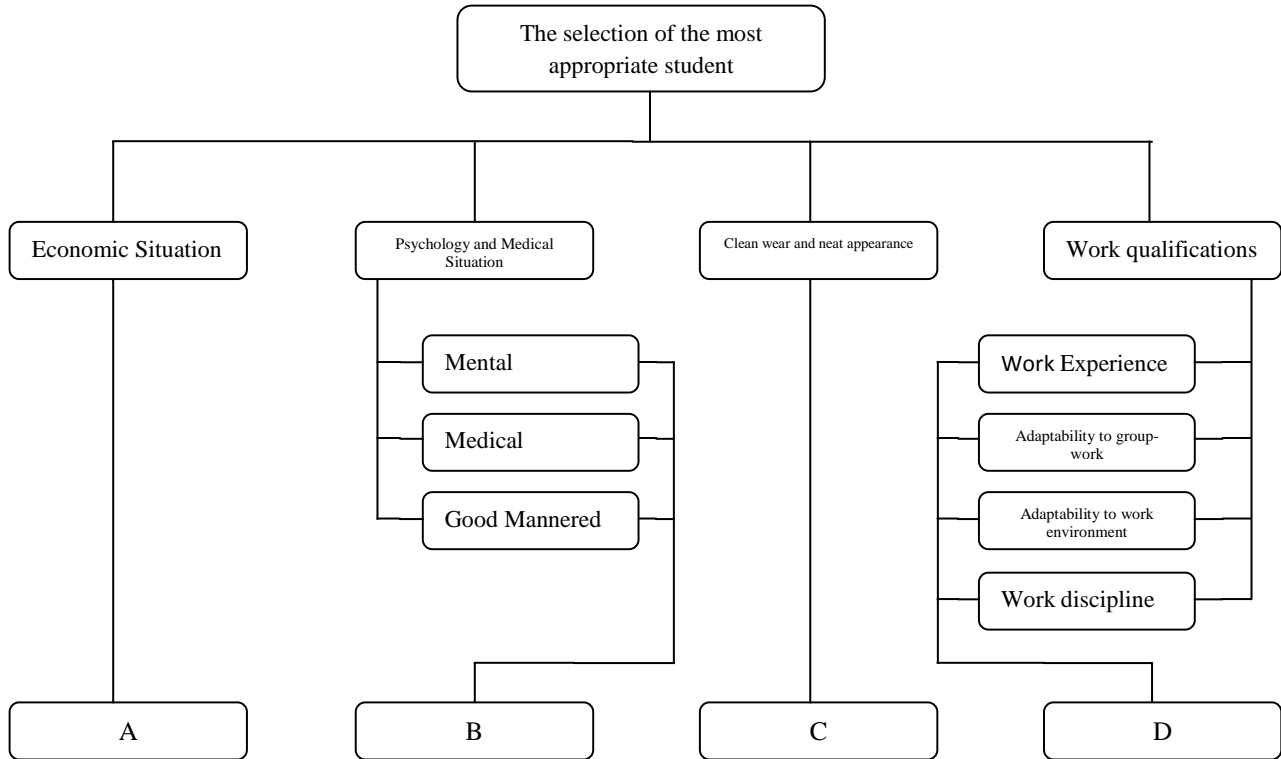 The selection of the most
appropriate student
Economic Situation
Psychology and Medical
Situation
Clean wear and neat appearance
Work qualifications
Mental
Medical
Good Mannered
Work Experience
Adaptability to group-
work
Adaptability to work
environment
Work discipline
A
B
C
D